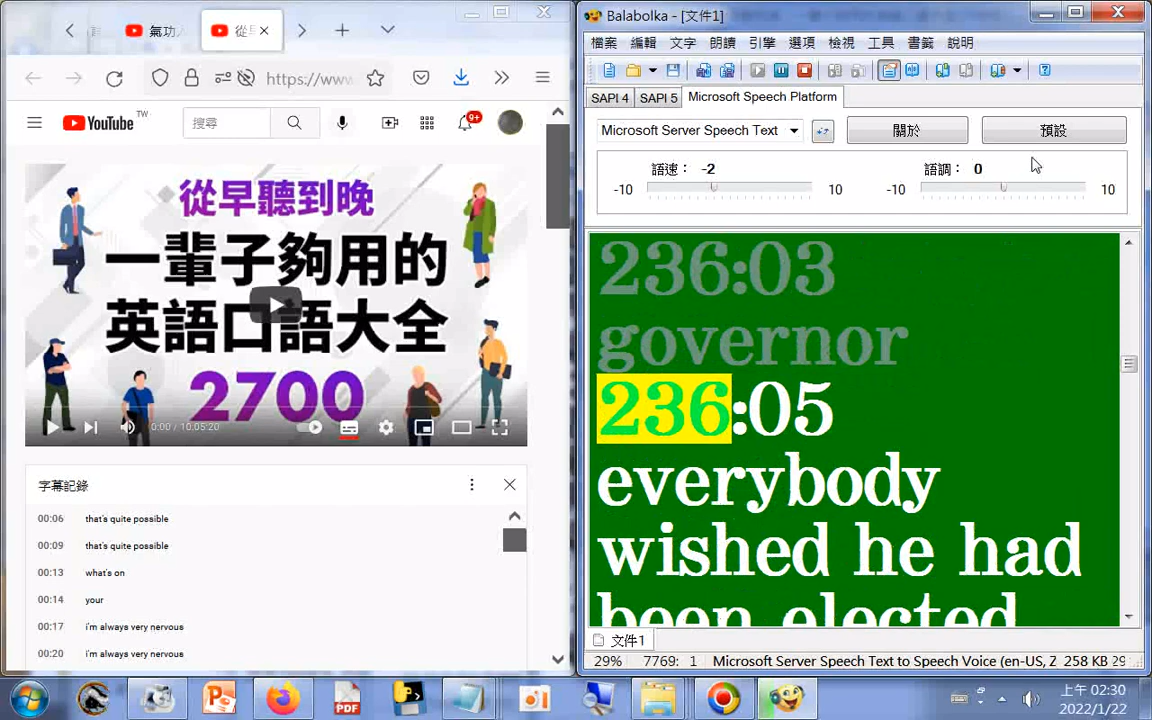 氣功
從
https://www
YouTube TW
搜尋
9+
從早聽到晚
一輩子夠用的
英語口語大全
2700
0:00 / 10:05:20
字幕記錄
00:06 that's quite possible
00:09 that's quite possible
00:13 what's on
00:14 your
00:17 i'm always very nervous
00:20 i'm always very nervous
Balabolka - [文件1]
檔案 編輯 文字 朗讀 引擎 選項 檢視 工具 書籤 說明
SAPI 4 SAPI 5 Microsoft Speech Platform
Microsoft Server Speech Text 關於 預設
語速： -2 語調： 0
-10 10 -10 10
236:03
governor
236:05
everybody
wished he had
been elected
文件1
29% 7769: 1 Microsoft Server Speech Text to Speech Voice (en-US, Z 258 KB 29
PDF
上午 02:30
2022/1/22